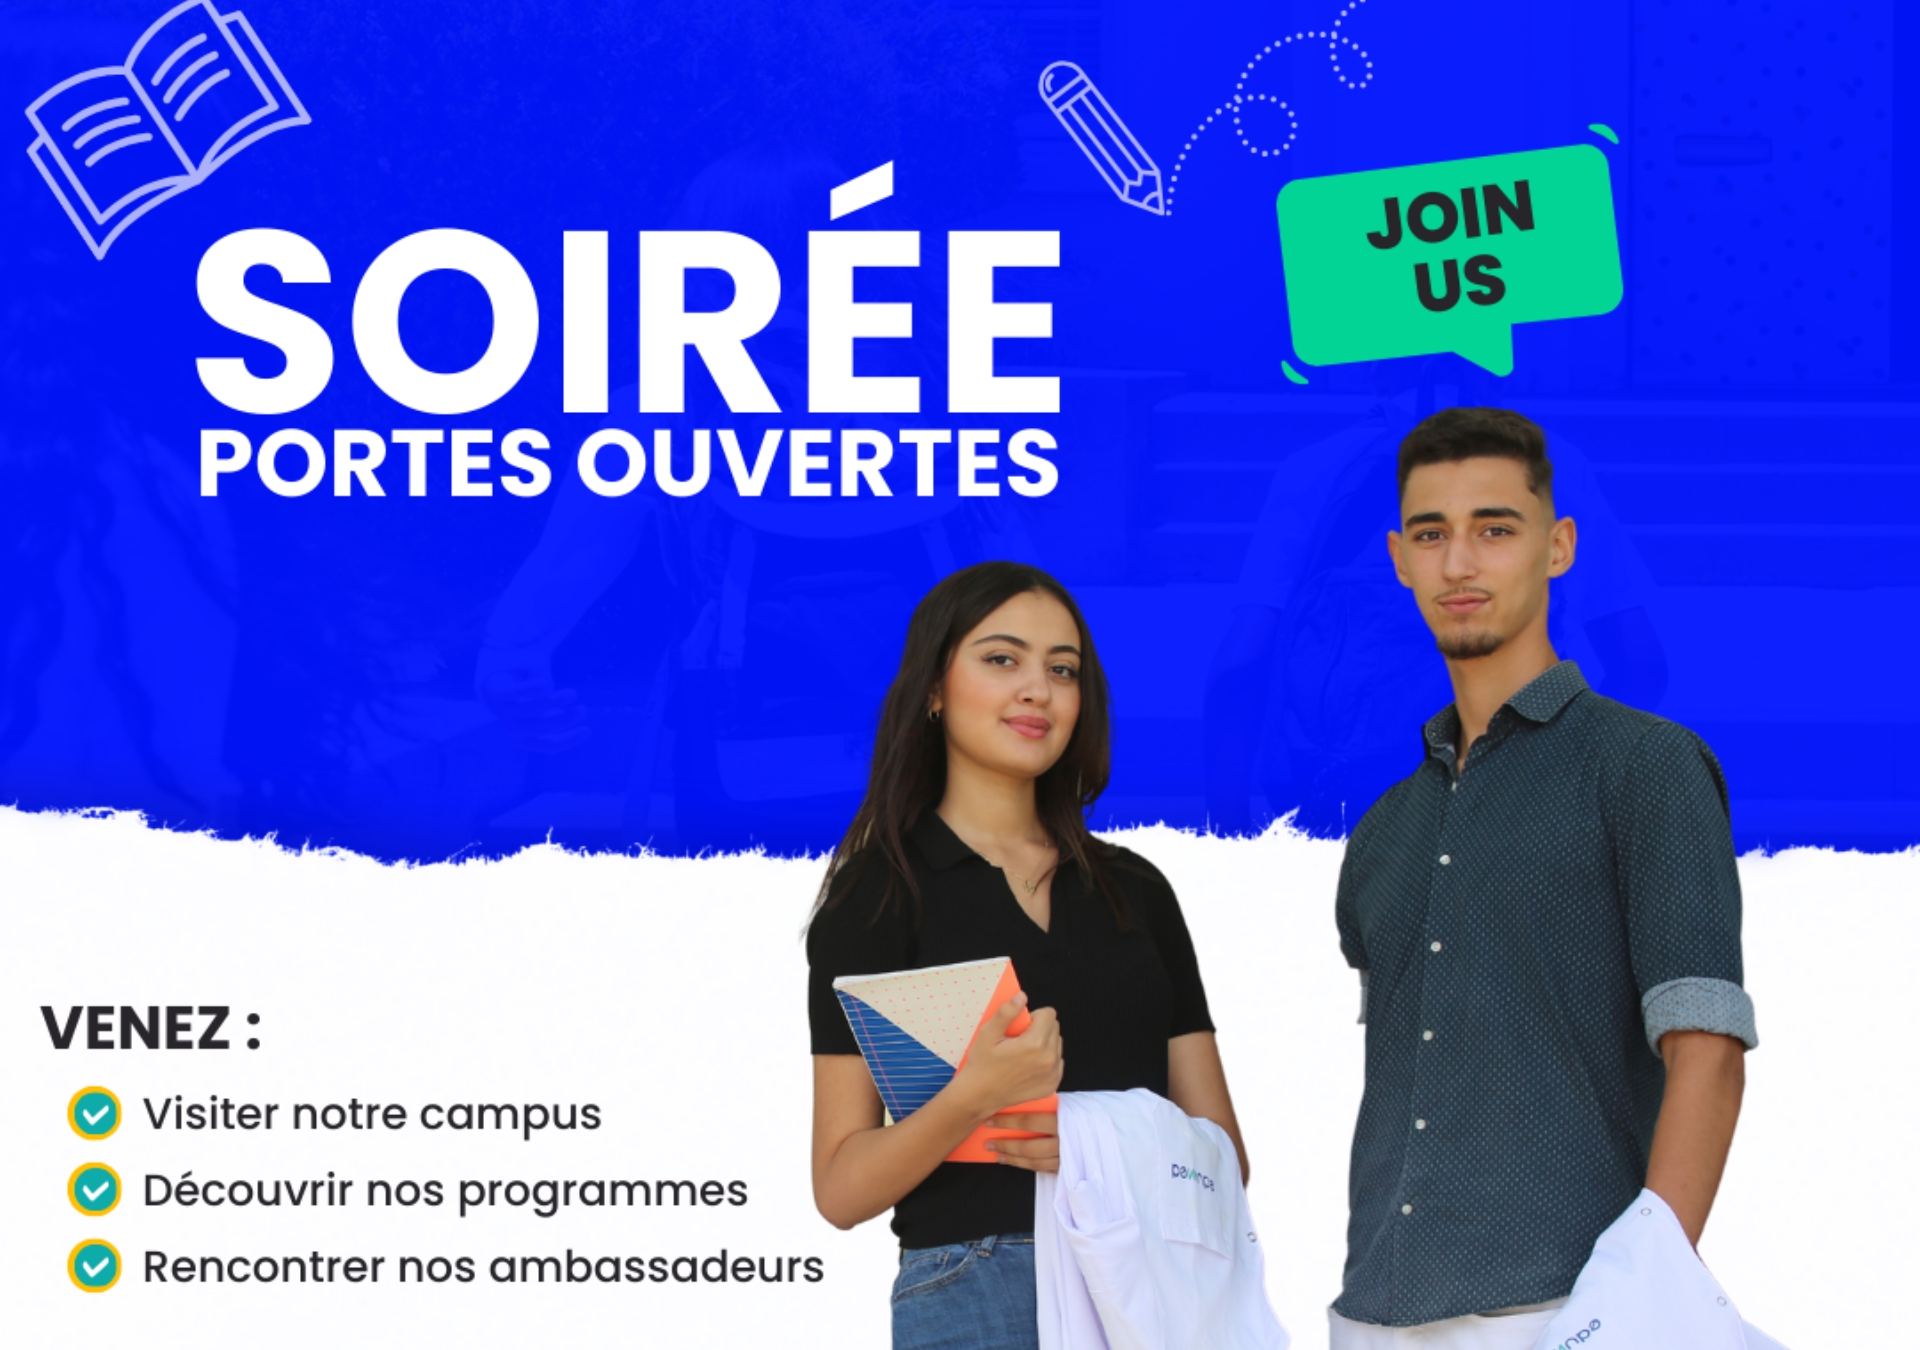 SOIRÉE
PORTES OUVERTES
JOIN
US
VENEZ :
Visiter notre campus
Découvrir nos programmes
Rencontrer nos ambassadeurs